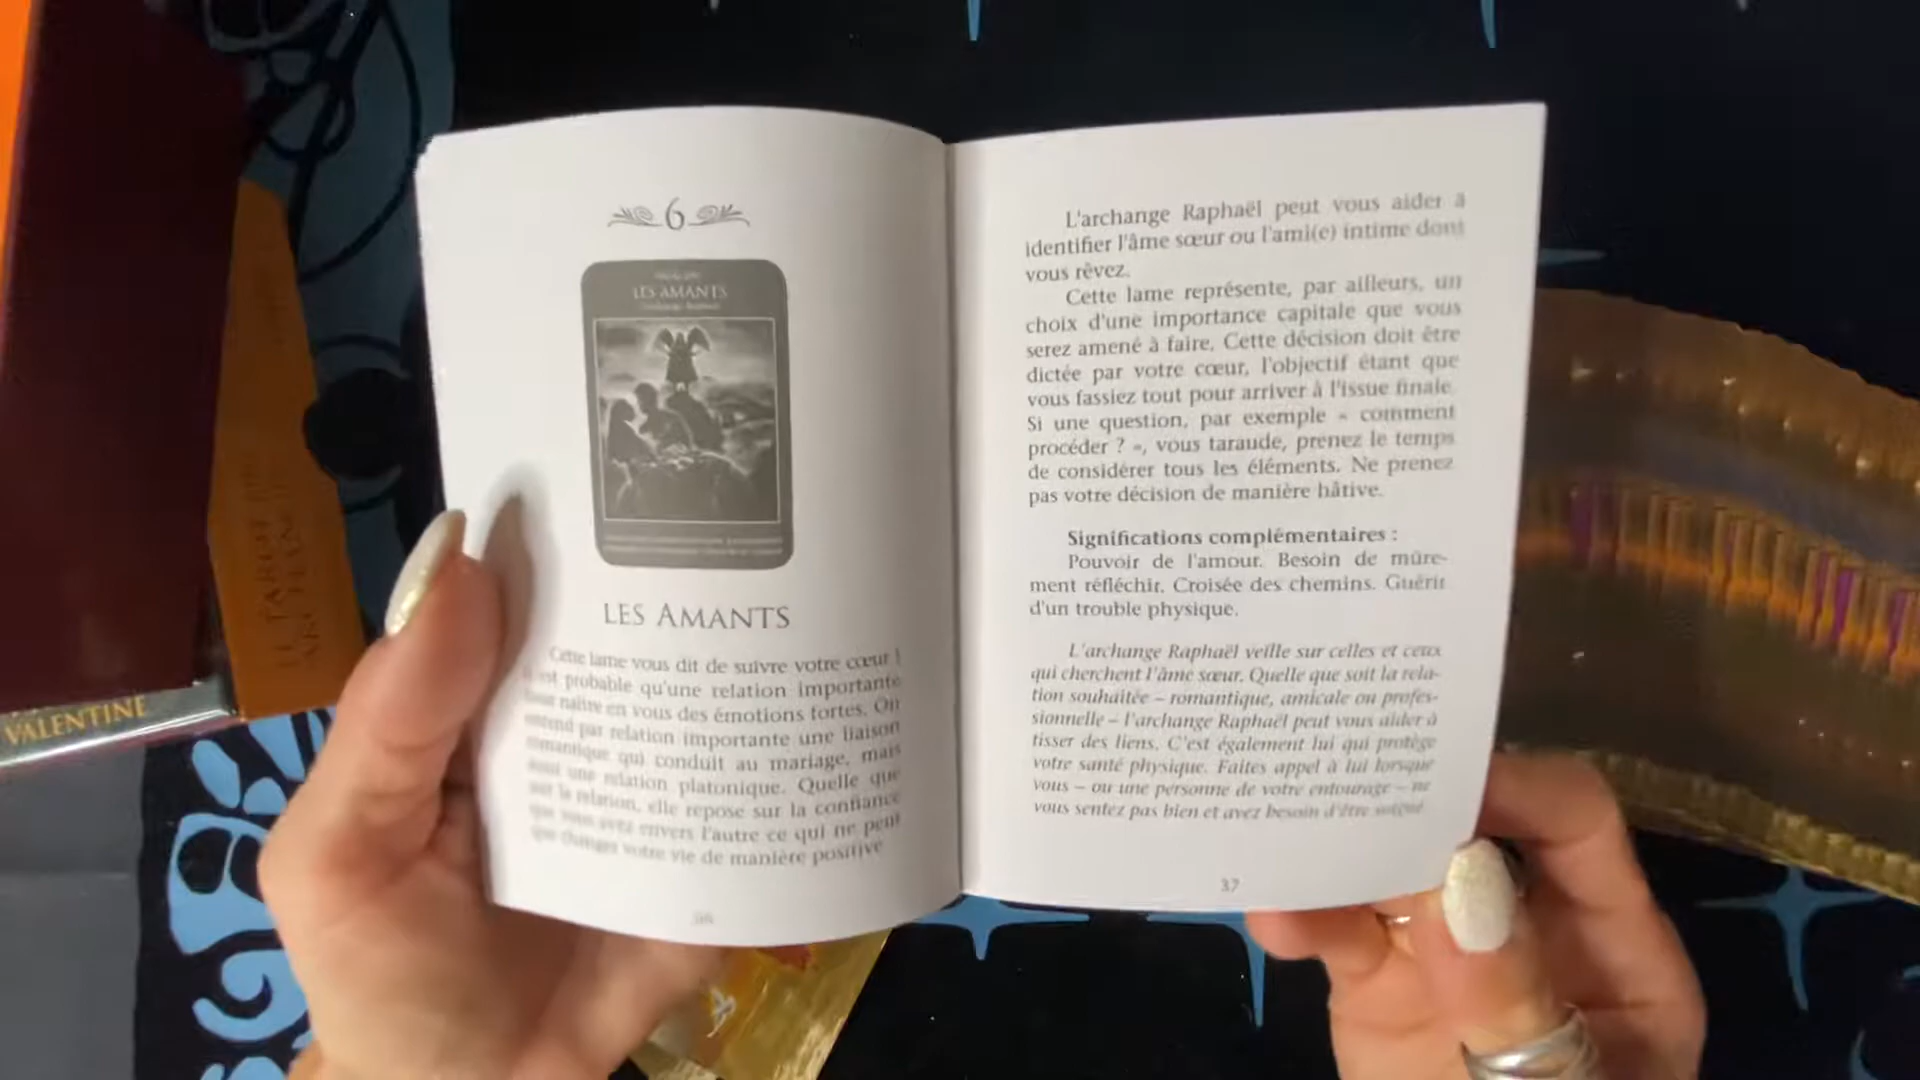 VALENTINE
6
LES AMANTS
LES AMANTS
Cette lame vous dit de suivre votre cœur !
est probable qu'une relation importante
naître en vous des émotions fortes. On
entend par relation importante une liaison
romantique qui conduit au mariage, mais
aussi une relation platonique. Quelle que
soit la relation, elle repose sur la confiance
que vous avez envers l'autre ce qui ne peut
que changer votre vie de manière positive
L'archange Raphaël peut vous aider à
identifier l'âme sœur ou l'ami(e) intime dont
vous rêvez.
Cette lame représente, par ailleurs, un
choix d'une importance capitale que vous
serez amené à faire. Cette décision doit être
dictée par votre cœur, l'objectif étant que
vous fassiez tout pour arriver à l'issue finale.
Si une question, par exemple « comment
procéder ? », vous taraude, prenez le temps
de considérer tous les éléments. Ne prenez
pas votre décision de manière hâtive.
Significations complémentaires :
Pouvoir de l'amour. Besoin de mûre-
ment réfléchir. Croisée des chemins. Guérir
d'un trouble physique.
L'archange Raphaël veille sur celles et ceux
qui cherchent l'âme sœur. Quelle que soit la rela-
tion souhaitée – romantique, amicale ou profes-
sionnelle – l'archange Raphaël peut vous aider à
tisser des liens. C'est également lui qui protège
votre santé physique. Faites appel à lui lorsque
vous – ou une personne de votre entourage – ne
vous sentez pas bien et avez besoin d'être soigné
37